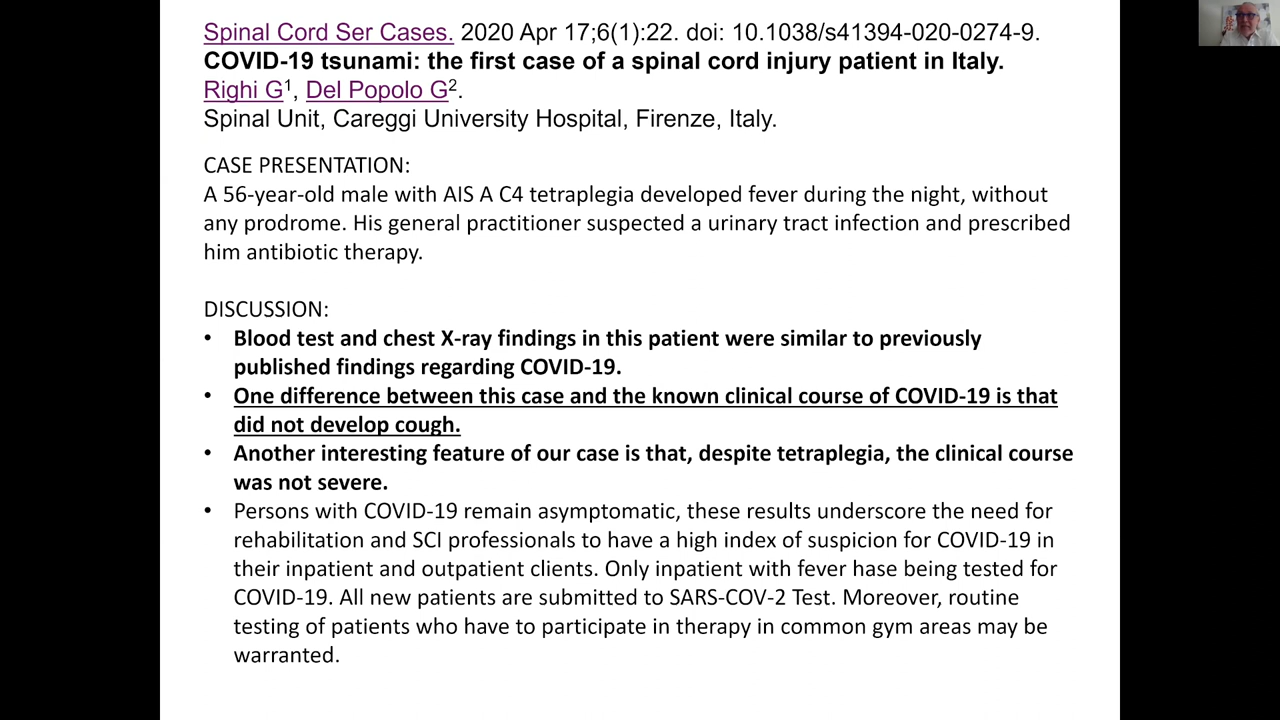 Spinal Cord Ser Cases. 2020 Apr 17;6(1):22. doi: 10.1038/s41394-020-0274-9.
COVID-19 tsunami: the first case of a spinal cord injury patient in Italy.
Righi G¹, Del Popolo G².
Spinal Unit, Careggi University Hospital, Firenze, Italy.
CASE PRESENTATION:
A 56-year-old male with AIS A C4 tetraplegia developed fever during the night, without
any prodrome. His general practitioner suspected a urinary tract infection and prescribed
him antibiotic therapy.
DISCUSSION:
• Blood test and chest X-ray findings in this patient were similar to previously
published findings regarding COVID-19.
• One difference between this case and the known clinical course of COVID-19 is that
did not develop cough.
• Another interesting feature of our case is that, despite tetraplegia, the clinical course
was not severe.
• Persons with COVID-19 remain asymptomatic, these results underscore the need for
rehabilitation and SCI professionals to have a high index of suspicion for COVID-19 in
their inpatient and outpatient clients. Only inpatient with fever hase being tested for
COVID-19. All new patients are submitted to SARS-COV-2 Test. Moreover, routine
testing of patients who have to participate in therapy in common gym areas may be
warranted.